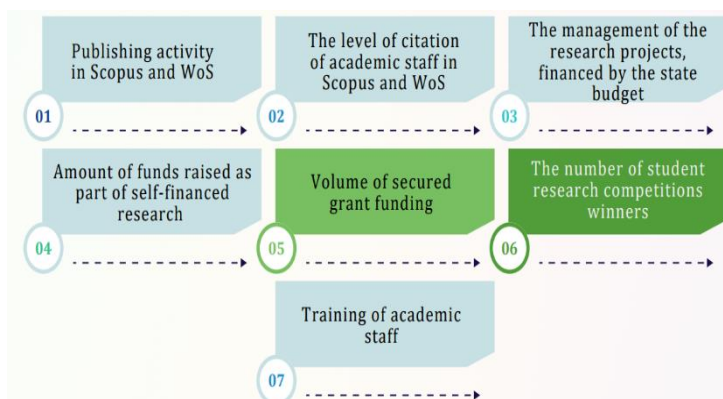 Publishing activity
in Scopus and WoS
01
The level of citation
of academic staff in
Scopus and WoS
02
The management of the
research projects,
financed by the state
budget
03
Amount of funds raised as
part of self-financed
research
04
Volume of secured
grant funding
05
The number of student
research competitions
winners
06
Training of academic
staff
07